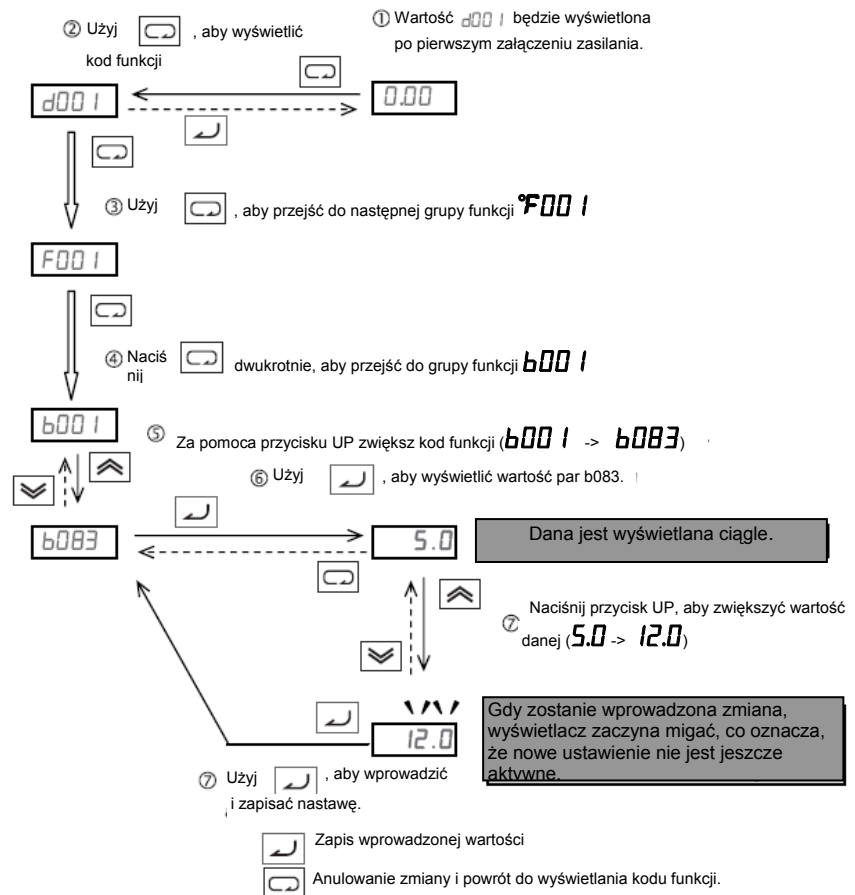 ① Wartość d001 będzie wyświetlona
po pierwszym załączeniu zasilania.
② Użyj , aby wyświetlić
kod funkcji
d001
0.00
③ Użyj , aby przejść do następnej grupy funkcji °F001
F001
④ Naciś
nij
dwukrotnie, aby przejść do grupy funkcji b001
b001
⑤ Za pomoca przycisku UP zwiększ kod funkcji (b001 -> b083)
⑥ Użyj , aby wyświetlić wartość par b083.
b083
5.0
Dana jest wyświetlana ciągle.
⑦ Naciśnij przycisk UP, aby zwiększyć wartość
danej (5.0 -> 12.0)
12.0
Gdy zostanie wprowadzona zmiana,
wyświetlacz zaczyna migać, co oznacza,
że nowe ustawienie nie jest jeszcze
aktywne.
⑦ Użyj , aby wprowadzić
i zapisać nastawę.
Zapis wprowadzonej wartości
Anulowanie zmiany i powrót do wyświetlania kodu funkcji.